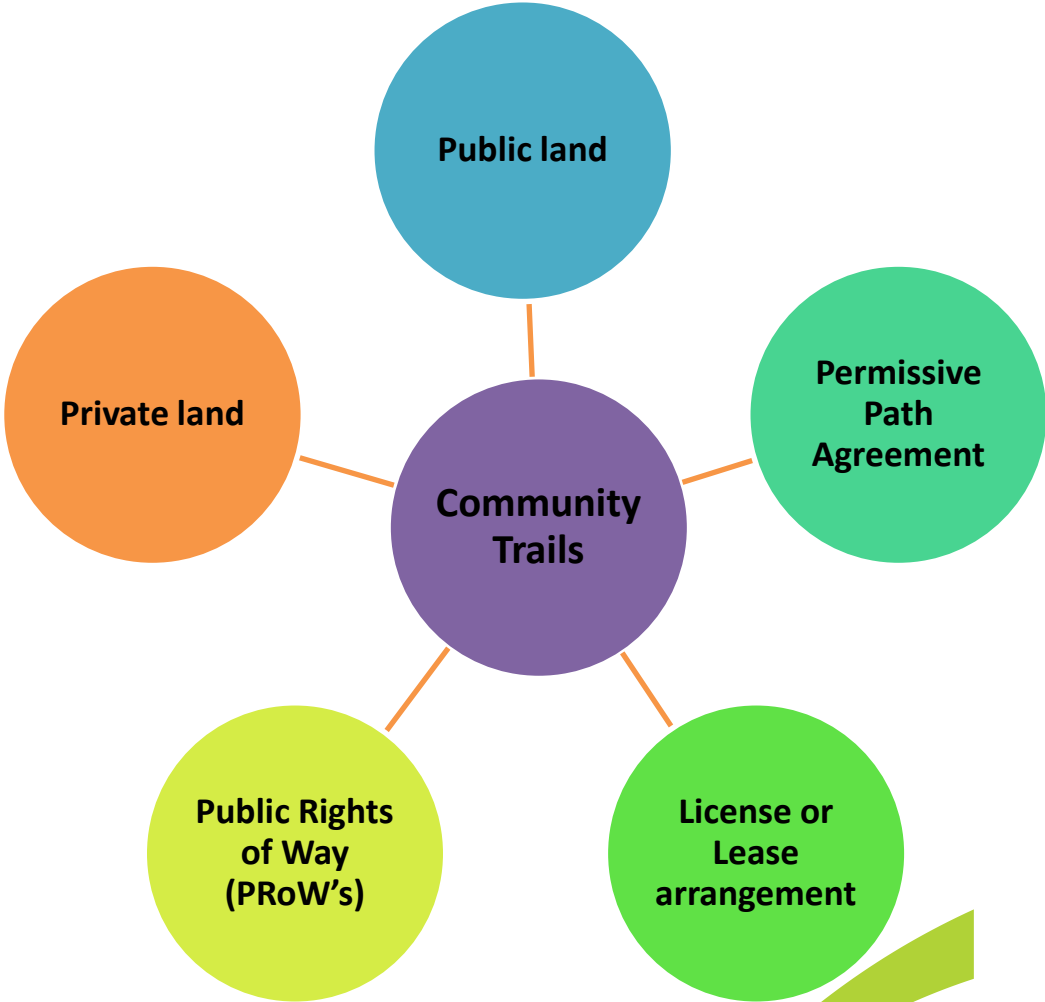 Public land
Permissive
Path
Agreement
Private land
Community
Trails
Public Rights
of Way
(PRoW’s)
License or
Lease
arrangement